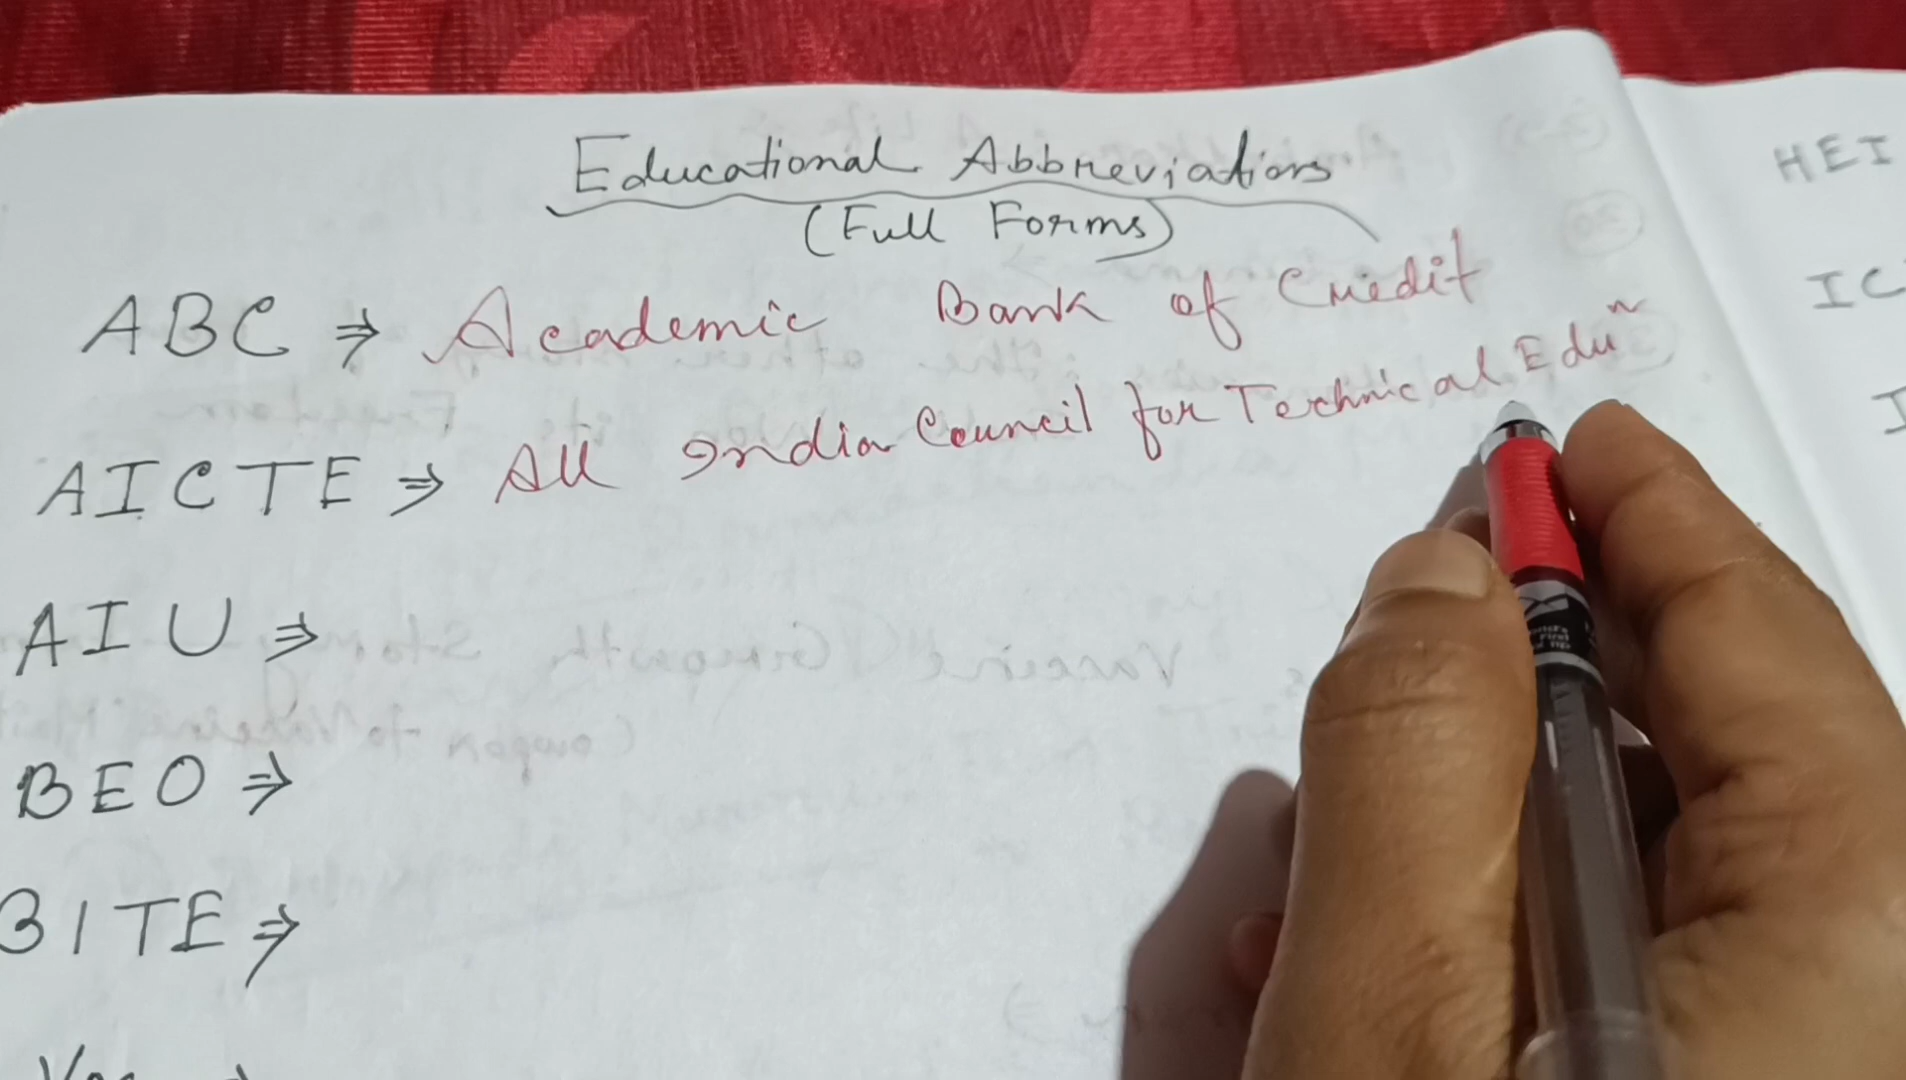 Educational Abbreviations
(Full Forms)
ABC ⇒ Academic Bank of Credit
AICTE ⇒ All India Council for Technical Eduⁿ
AIU ⇒
BEO ⇒
BITE ⇒
HEI
IC
I